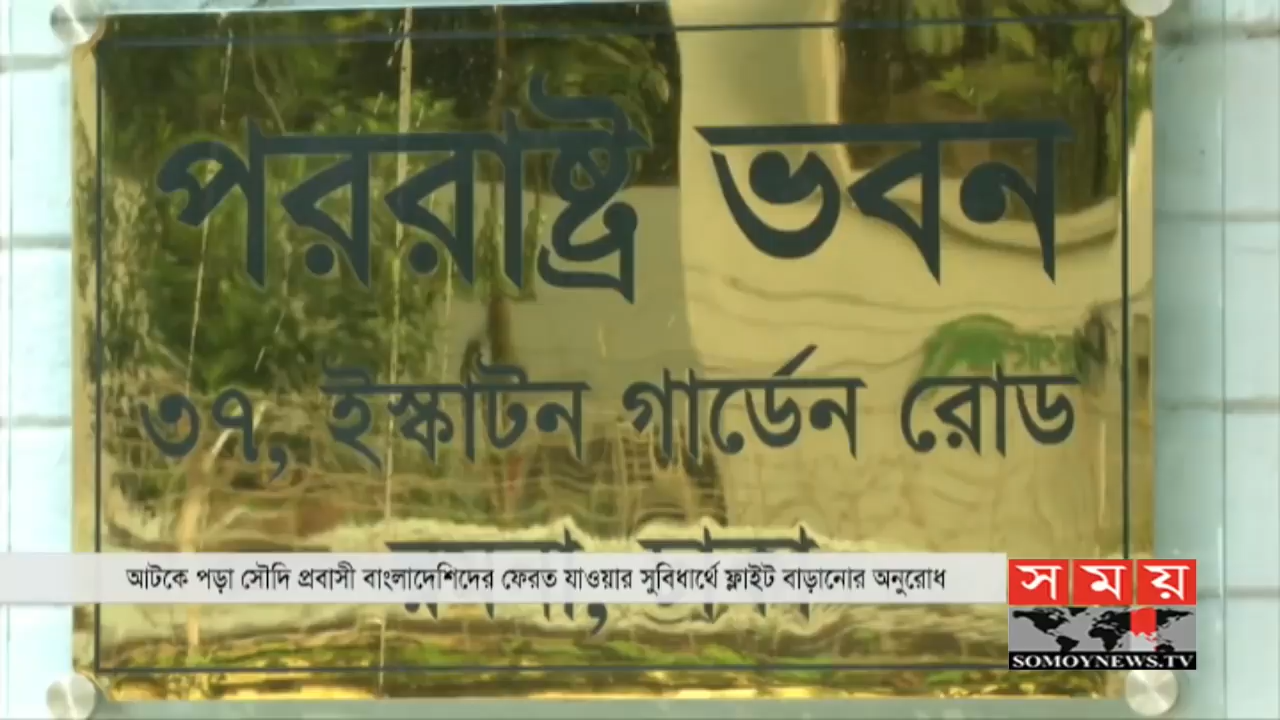 পররাষ্ট্র ভবন
৩৭, ইস্কাটন গার্ডেন রোড
আটকে পড়া সৌদি প্রবাসী বাংলাদেশিদের ফেরত যাওয়ার সুবিধার্থে ফ্লাইট বাড়ানোর অনুরোধ
সময়
SOMOYNEWS.TV